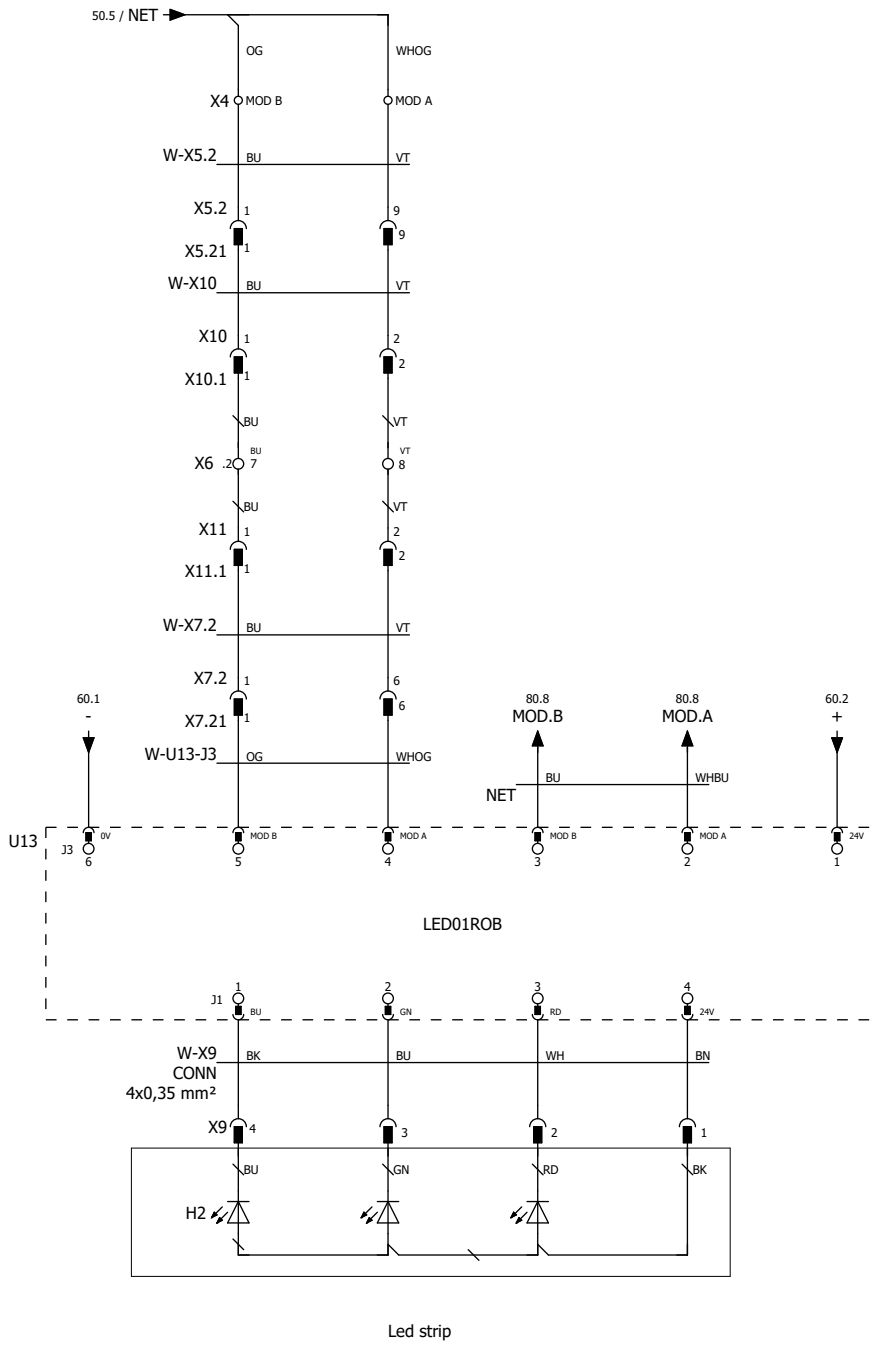 50.5 / NET
OG WHOG
X4 MOD B MOD A
W-X5.2 BU VT
X5.2 1 9
X5.21 1 9
W-X10 BU VT
X10 1 2
X10.1 1 2
BU VT
BU VT
X6 .2 7 8
BU VT
X11 1 2
X11.1 1 2
W-X7.2 BU VT
X7.2 1 6
X7.21 1 6
60.1 80.8 80.8 60.2
- MOD.B MOD.A +
W-U13-J3 OG WHOG
BU WHBU
NET
U13 0V MOD B MOD A MOD B MOD A 24V
J3 6 5 4 3 2 1
LED01ROB
1 2 3 4
J1 BU GN RD 24V
W-X9 BK BU WH BN
CONN
4x0,35 mm²
X9 4 3 2 1
BU GN RD BK
H2
Led strip